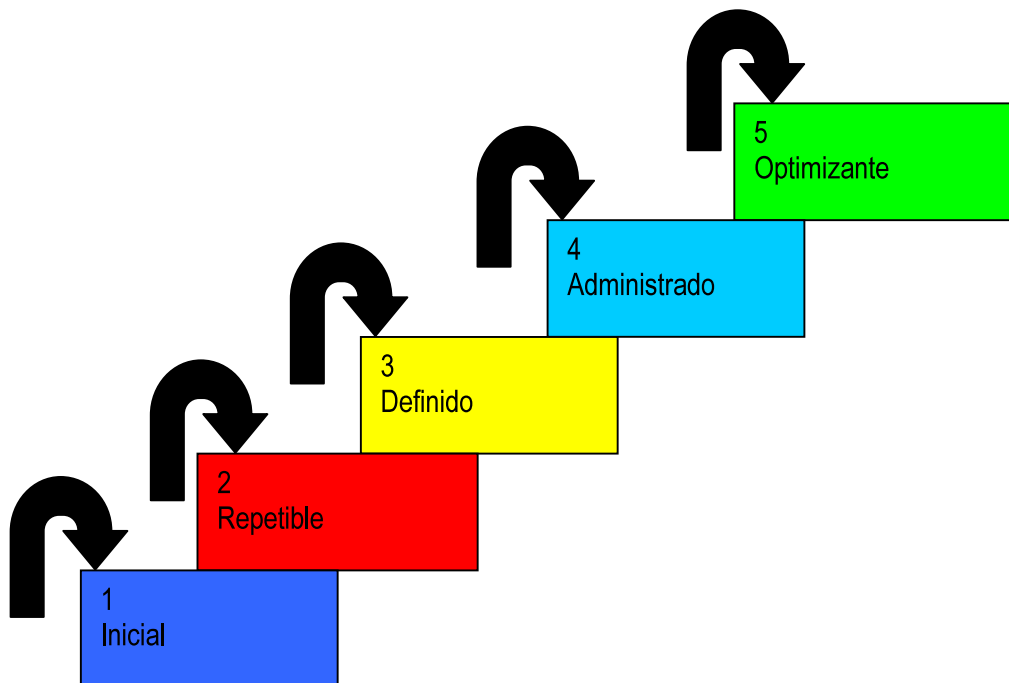 5
Optimizante
4
Administrado
3
Definido
2
Repetible
1
Inicial